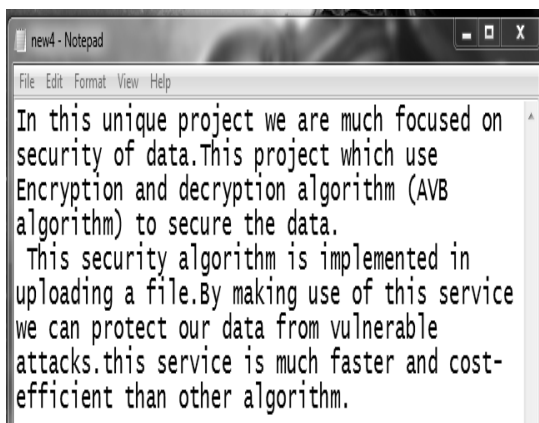 new4 - Notepad
File Edit Format View Help
In this unique project we are much focused on
security of data.This project which use
Encryption and decryption algorithm (AVB
algorithm) to secure the data.
This security algorithm is implemented in
uploading a file.By making use of this service
we can protect our data from vulnerable
attacks.this service is much faster and cost-
efficient than other algorithm.